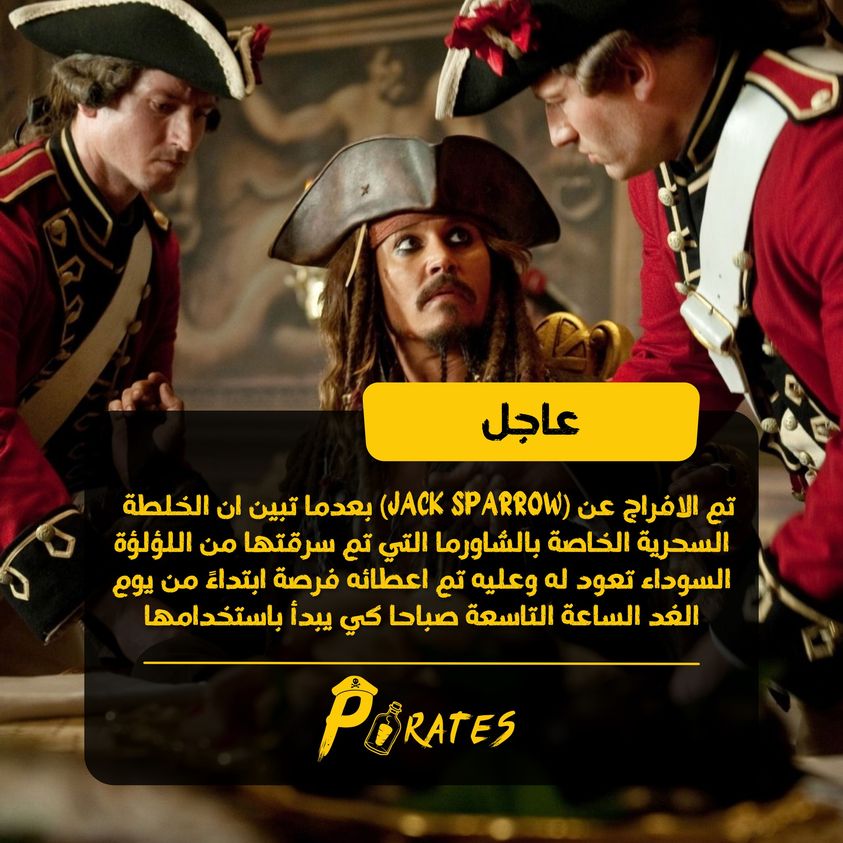 عاجل
تم الافراج عن (JACK SPARROW) بعدما تبين ان الخلطة
السحرية الخاصة بالشاورما التي تم سرقتها من اللؤلؤة
السوداء تعود له وعليه تم اعطائه فرصة ابتداءً من يوم
الغد الساعة التاسعة صباحا كي يبدأ باستخدامها
PIRATES